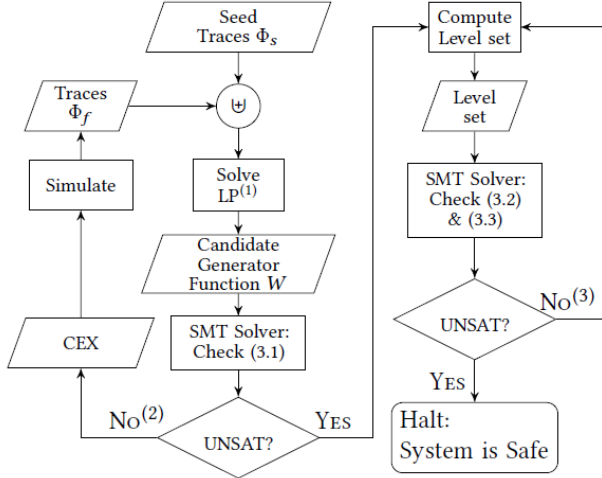 Seed
Traces Φₛ
Traces
Φ_f
⊎
Simulate
Solve
LP⁽¹⁾
Candidate
Generator
Function W
CEX
SMT Solver:
Check (3.1)
No⁽²⁾
UNSAT?
Yes
Compute
Level set
Level
set
SMT Solver:
Check (3.2)
& (3.3)
No⁽³⁾
UNSAT?
Yes
Halt:
System is Safe